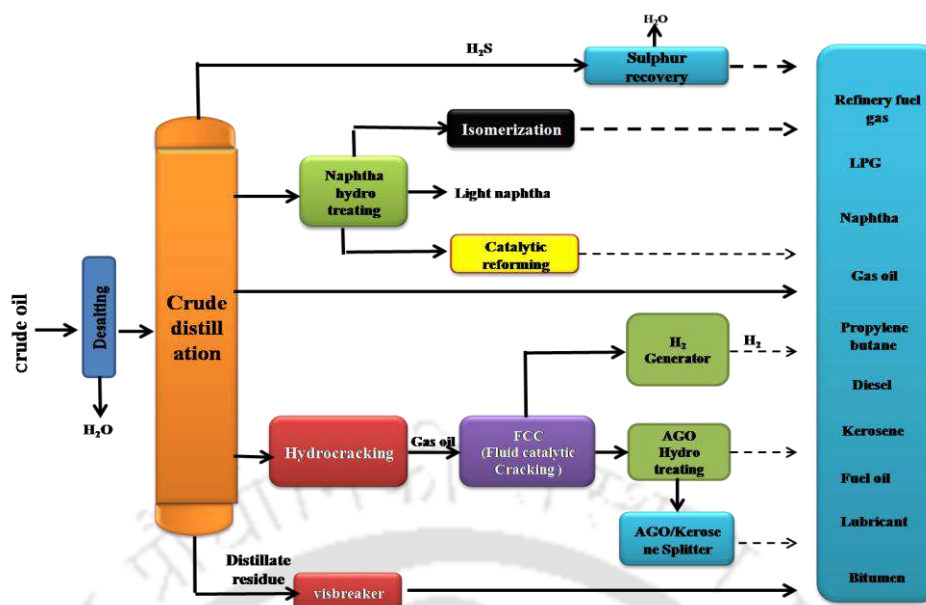 H₂O
H₂S
Sulphur
recovery
Refinery fuel
gas
Isomerization
LPG
Naphtha
hydro
treating
Light naphtha
Naphtha
Catalytic
reforming
Gas oil
crude oil
Desalting
Crude
distill
ation
Propylene
butane
H₂
Generator
H₂
Diesel
H₂O
Hydrocracking
Gas oil
FCC
(Fluid catalytic
Cracking )
AGO
Hydro
treating
Kerosene
Fuel oil
AGO/Kerose
ne Splitter
Lubricant
Distillate
residue
visbreaker
Bitumen